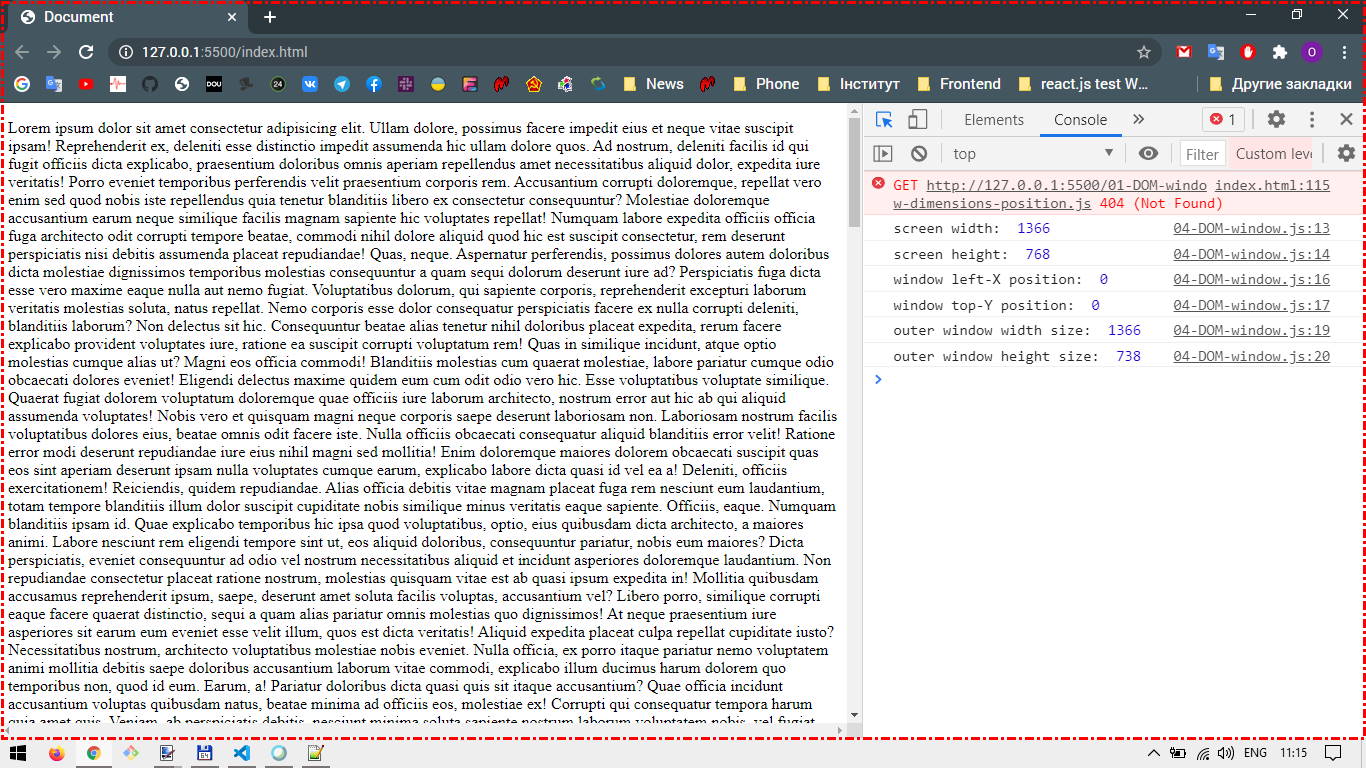 Document
127.0.0.1:5500/index.html
O
DOU
24
News
Phone
Інститут
Frontend
react.js test W...
Другие закладки
Lorem ipsum dolor sit amet consectetur adipisicing elit. Ullam dolore, possimus facere impedit eius et neque vitae suscipit
ipsam! Reprehenderit ex, deleniti esse distinctio impedit assumenda hic ullam dolore quos. Ad nostrum, deleniti facilis id qui
fugit officiis dicta explicabo, praesentium doloribus omnis aperiam repellendus amet necessitatibus aliquid dolor, expedita iure
veritatis! Porro eveniet temporibus perferendis velit praesentium corporis rem. Accusantium corrupti doloremque, repellat vero
enim sed quod nobis iste repellendus quia tenetur blanditiis libero ex consectetur consequuntur? Molestiae doloremque
accusantium earum neque similique facilis magnam sapiente hic voluptates repellat! Numquam labore expedita officiis officia
fuga architecto odit corrupti tempore beatae, commodi nihil dolore aliquid quod hic est suscipit consectetur, rem deserunt
perspiciatis nisi debitis assumenda placeat repudiandae! Quas, neque. Aspernatur perferendis, possimus dolores autem doloribus
dicta molestiae dignissimos temporibus molestias consequuntur a quam sequi dolorum deserunt iure ad? Perspiciatis fuga dicta
esse vero maxime eaque nulla aut nemo fugiat. Voluptatibus dolorum, qui sapiente corporis, reprehenderit excepturi laborum
veritatis molestias soluta, natus repellat. Nemo corporis esse dolor consequatur perspiciatis facere ex nulla corrupti deleniti,
blanditiis laborum? Non delectus sit hic. Consequuntur beatae alias tenetur nihil doloribus placeat expedita, rerum facere
explicabo provident voluptates iure, ratione ea suscipit corrupti voluptatum rem! Quas in similique incidunt, atque optio
molestias cumque alias ut? Magni eos officia commodi! Blanditiis molestias cum quaerat molestiae, labore pariatur cumque odio
obcaecati dolores eveniet! Eligendi delectus maxime quidem eum cum odit odio vero hic. Esse voluptatibus voluptate similique.
Quaerat fugiat dolorem voluptatum doloremque quae officiis iure laborum architecto, nostrum error aut hic ab qui aliquid
assumenda voluptates! Nobis vero et quisquam magni neque corporis saepe deserunt laboriosam non. Laboriosam nostrum facilis
voluptatibus dolores eius, beatae omnis odit facere iste. Nulla officiis obcaecati consequatur aliquid blanditiis error velit! Ratione
error modi deserunt repudiandae iure eius nihil magni sed mollitia! Enim doloremque maiores dolorem obcaecati suscipit quas
eos sint aperiam deserunt ipsam nulla voluptates cumque earum, explicabo labore dicta quasi id vel ea a! Deleniti, officiis
exercitationem! Reiciendis, quidem repudiandae. Alias officia debitis vitae magnam placeat fuga rem nesciunt eum laudantium,
totam tempore blanditiis illum dolor suscipit cupiditate nobis similique minus veritatis eaque sapiente. Officiis, eaque. Numquam
blanditiis ipsam id. Quae explicabo temporibus hic ipsa quod voluptatibus, optio, eius quibusdam dicta architecto, a maiores
animi. Labore nesciunt rem eligendi tempore sint ut, eos aliquid doloribus, consequuntur pariatur, nobis eum maiores? Dicta
perspiciatis, eveniet consequuntur ad odio vel nostrum necessitatibus aliquid et incidunt asperiores doloremque laudantium. Non
repudiandae consectetur placeat ratione nostrum, molestias quisquam vitae est ab quasi ipsum expedita in! Mollitia quibusdam
accusamus reprehenderit ipsum, saepe, deserunt amet soluta facilis voluptas, accusantium vel? Libero porro, similique corrupti
eaque facere quaerat distinctio, sequi a quam alias pariatur omnis molestias quo dignissimos! At neque praesentium iure
asperiores sit earum eum eveniet esse velit illum, quos est dicta veritatis! Aliquid expedita placeat culpa repellat cupiditate iusto?
Necessitatibus nostrum, architecto voluptatibus molestiae nobis eveniet. Nulla officia, ex porro itaque pariatur nemo voluptatem
animi mollitia debitis saepe doloribus accusantium laborum vitae commodi, explicabo illum ducimus harum dolorem quo
temporibus non, quod id eum. Earum, a! Pariatur doloribus dicta quasi quis sit itaque accusantium? Quae officia incidunt
accusantium voluptas quibusdam natus, beatae minima ad officiis eos, molestiae ex! Corrupti qui consequatur tempora harum
quia amet quis. Veniam, ab perspiciatis debitis, nesciunt minima soluta sapiente nostrum laborum voluptatem nobis, vel fugiat
Elements
Console
1
top
Filter
Custom leve
GET http://127.0.0.1:5500/01-DOM-windo index.html:115
w-dimensions-position.js 404 (Not Found)
screen width: 1366 04-DOM-window.js:13
screen height: 768 04-DOM-window.js:14
window left-X position: 0 04-DOM-window.js:16
window top-Y position: 0 04-DOM-window.js:17
outer window width size: 1366 04-DOM-window.js:19
outer window height size: 738 04-DOM-window.js:20
64
ENG
11:15